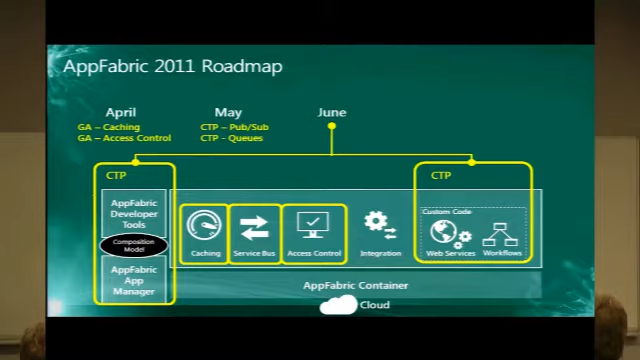 AppFabric 2011 Roadmap
April
May
June
GA – Caching
GA – Access Control
CTP – Pub/Sub
CTP - Queues
CTP
CTP
AppFabric
Developer
Tools
Composition
Model
AppFabric
App
Manager
Caching
Service Bus
Access Control
Integration
Custom Code
Web Services
Workflows
AppFabric Container
Cloud